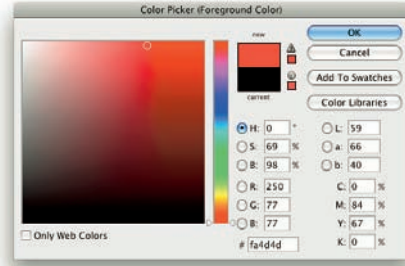 Color Picker (Foreground Color)
new
current
OK
Cancel
Add To Swatches
Color Libraries
H: 0 °
S: 69 %
B: 98 %
R: 250
G: 77
B: 77
# fa4d4d
L: 59
a: 66
b: 40
C: 0 %
M: 84 %
Y: 67 %
K: 0 %
Only Web Colors